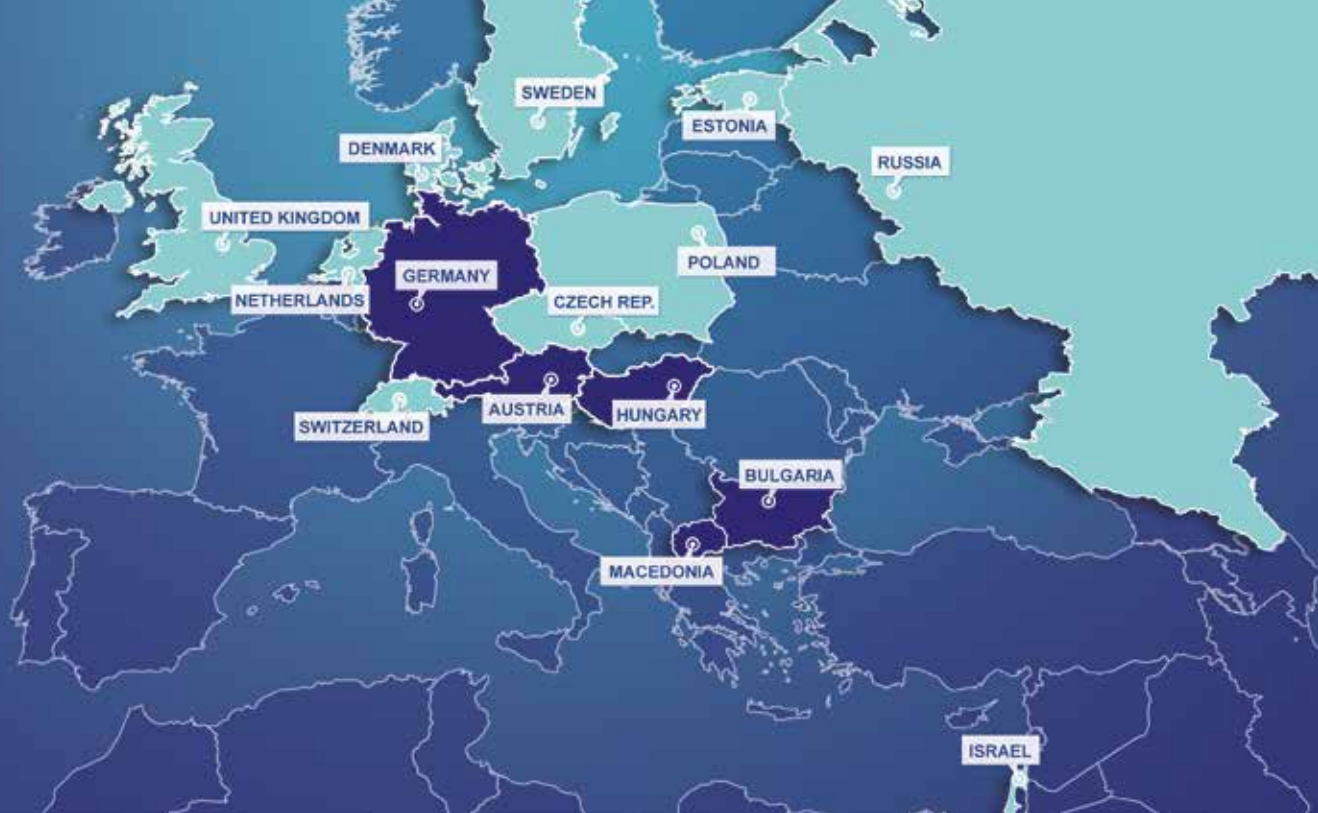 SWEDEN
ESTONIA
DENMARK
RUSSIA
UNITED KINGDOM
POLAND
GERMANY
NETHERLANDS
CZECH REP.
AUSTRIA
HUNGARY
SWITZERLAND
BULGARIA
MACEDONIA
ISRAEL